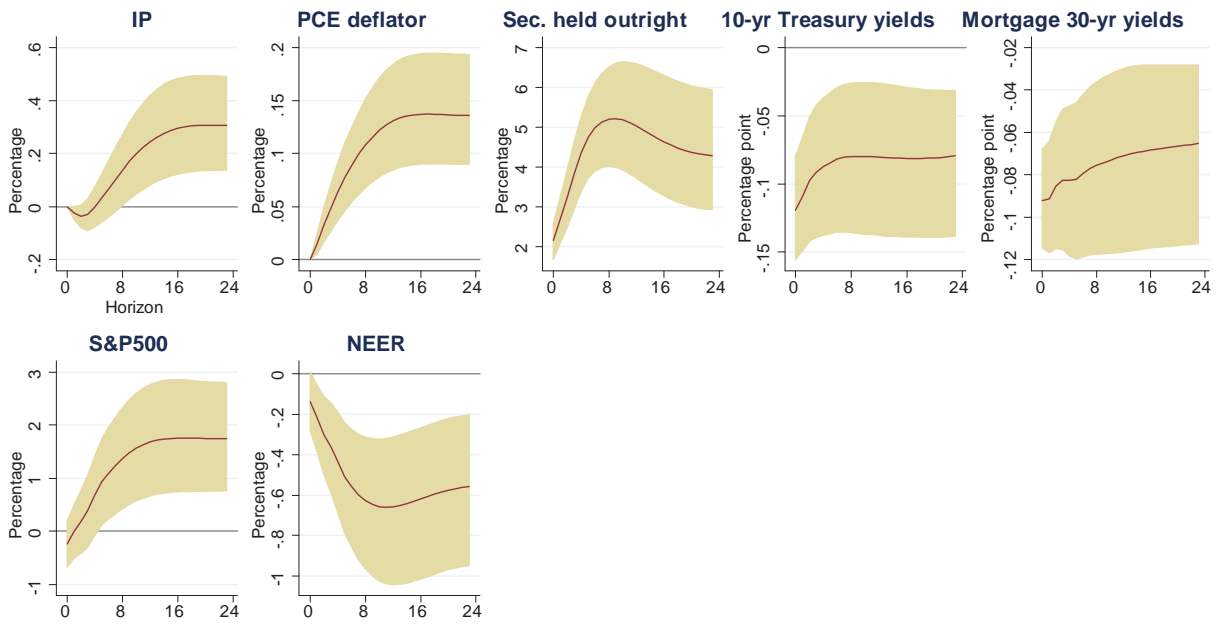 IP
PCE deflator
Sec. held outright
10-yr Treasury yields
Mortgage 30-yr yields
Percentage
.6
.4
.2
0
-.2
0 8 16 24
Horizon
Percentage
.2
.15
.1
.05
0
0 8 16 24
Percentage
7
6
5
4
3
2
0 8 16 24
Percentage point
0
-.05
-.1
-.15
0 8 16 24
Percentage point
-.02
-.04
-.06
-.08
-.1
-.12
0 8 16 24
S&P500
NEER
Percentage
3
2
1
0
-1
0 8 16 24
Percentage
0
-.2
-.4
-.6
-.8
-1
0 8 16 24